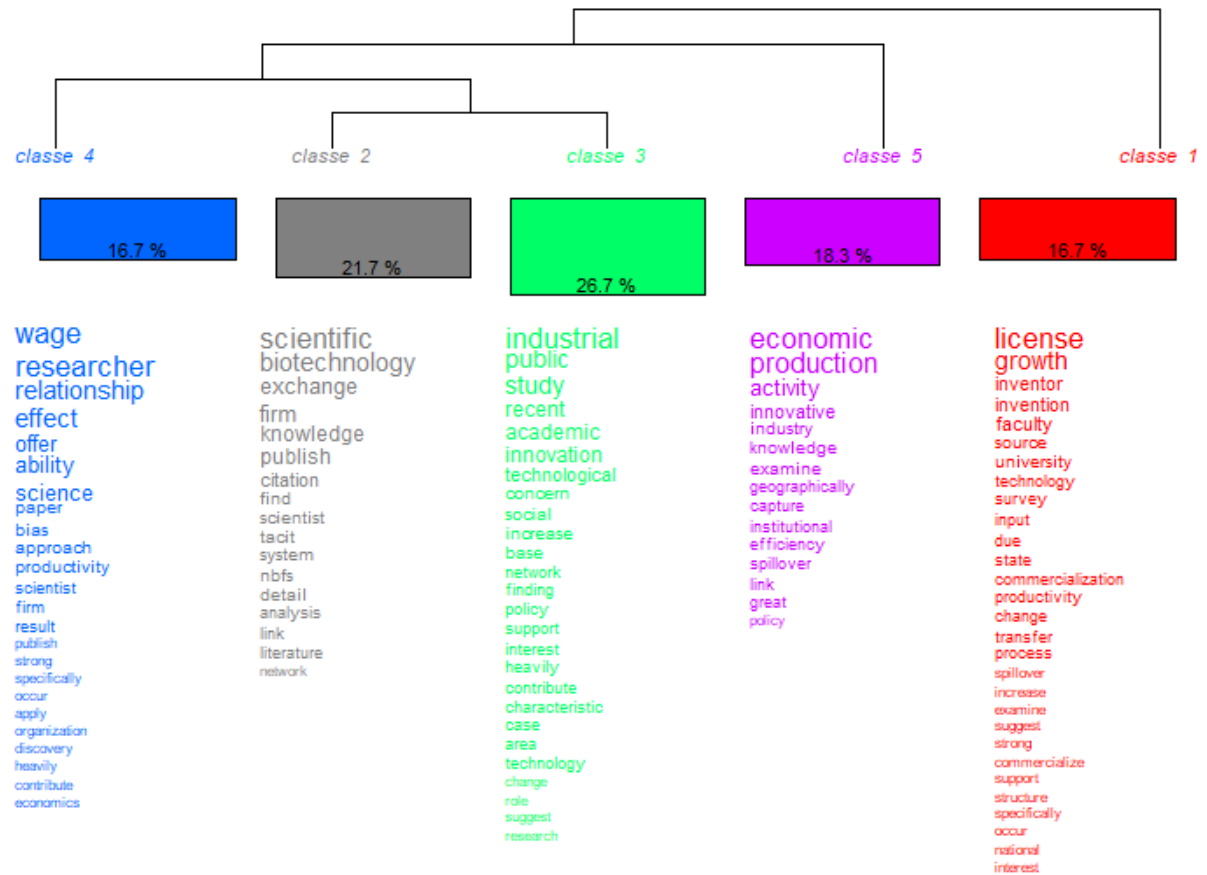 classe 4
classe 2
classe 3
classe 5
classe 1
16.7 %
21.7 %
26.7 %
18.3 %
16.7 %
wage
researcher
relationship
effect
offer
ability
science
paper
bias
approach
productivity
scientist
firm
result
publish
strong
specifically
occur
apply
organization
discovery
heavily
contribute
economics
scientific
biotechnology
exchange
firm
knowledge
publish
citation
find
scientist
tacit
system
nbfs
detail
analysis
link
literature
network
industrial
public
study
recent
academic
innovation
technological
concern
social
increase
base
network
finding
policy
support
interest
heavily
contribute
characteristic
case
area
technology
change
role
suggest
research
economic
production
activity
innovative
industry
knowledge
examine
geographically
capture
institutional
efficiency
spillover
link
great
policy
license
growth
inventor
invention
faculty
source
university
technology
survey
input
due
state
commercialization
productivity
change
transfer
process
spillover
increase
examine
suggest
strong
commercialize
support
structure
specifically
occur
national
interest